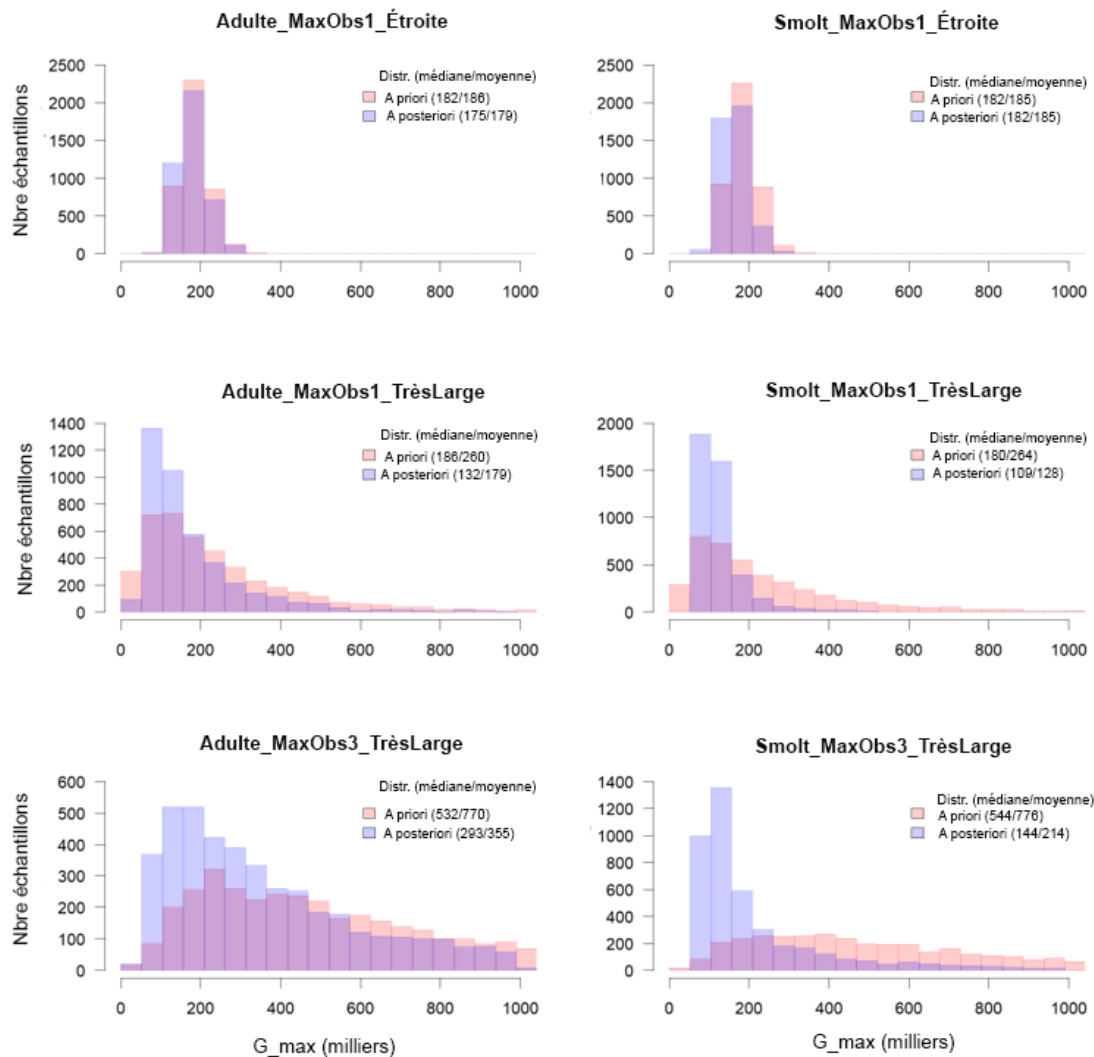 Adulte_MaxObs1_Étroite
Nbre échantillons
2500
2000
1500
1000
500
0
Distr. (médiane/moyenne)
A priori (182/186)
A posteriori (175/179)
0 200 400 600 800 1000
Smolt_MaxObs1_Étroite
2500
2000
1500
1000
500
0
Distr. (médiane/moyenne)
A priori (182/185)
A posteriori (182/185)
0 200 400 600 800 1000
Adulte_MaxObs1_TrèsLarge
Nbre échantillons
1400
1200
1000
800
600
400
200
0
Distr. (médiane/moyenne)
A priori (186/260)
A posteriori (132/179)
0 200 400 600 800 1000
Smolt_MaxObs1_TrèsLarge
2000
1500
1000
500
0
Distr. (médiane/moyenne)
A priori (180/264)
A posteriori (109/128)
0 200 400 600 800 1000
Adulte_MaxObs3_TrèsLarge
Nbre échantillons
600
500
400
300
200
100
0
Distr. (médiane/moyenne)
A priori (532/770)
A posteriori (293/355)
0 200 400 600 800 1000
G_max (milliers)
Smolt_MaxObs3_TrèsLarge
1400
1200
1000
800
600
400
200
0
Distr. (médiane/moyenne)
A priori (544/776)
A posteriori (144/214)
0 200 400 600 800 1000
G_max (milliers)